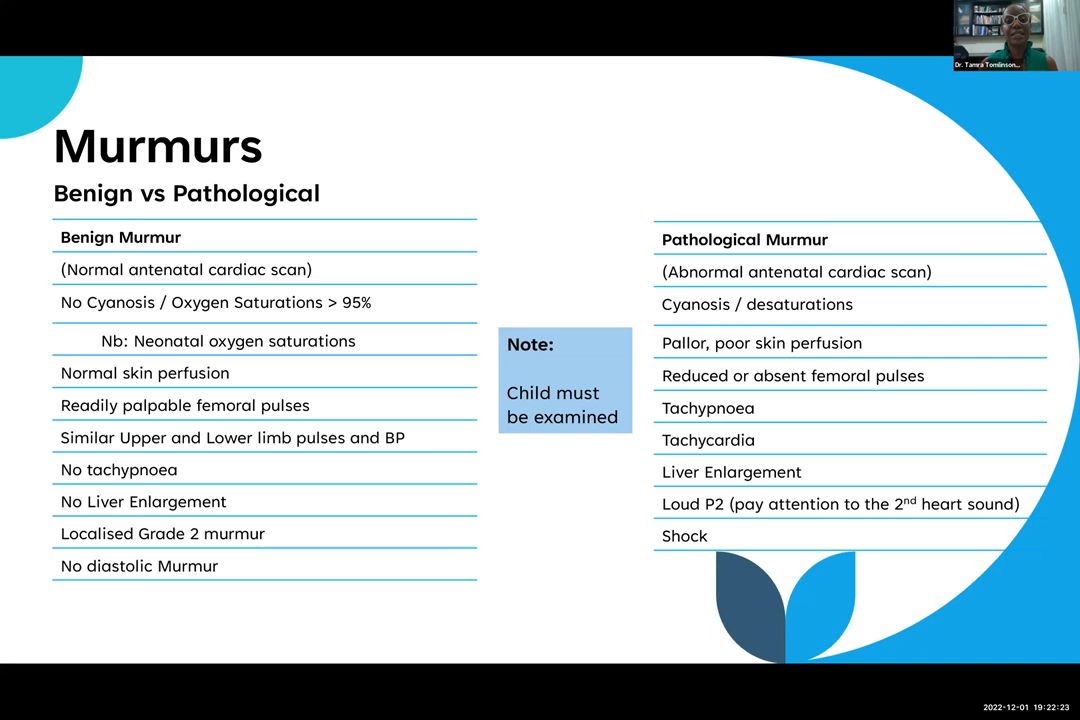 Dr. Tamra Tomlinson...
Murmurs
Benign vs Pathological
Benign Murmur
(Normal antenatal cardiac scan)
No Cyanosis / Oxygen Saturations > 95%
Nb: Neonatal oxygen saturations
Normal skin perfusion
Readily palpable femoral pulses
Similar Upper and Lower limb pulses and BP
No tachypnoea
No Liver Enlargement
Localised Grade 2 murmur
No diastolic Murmur
Note:
Child must
be examined
Pathological Murmur
(Abnormal antenatal cardiac scan)
Cyanosis / desaturations
Pallor, poor skin perfusion
Reduced or absent femoral pulses
Tachypnoea
Tachycardia
Liver Enlargement
Loud P2 (pay attention to the 2nd heart sound)
Shock
2022-12-01 19:22:23